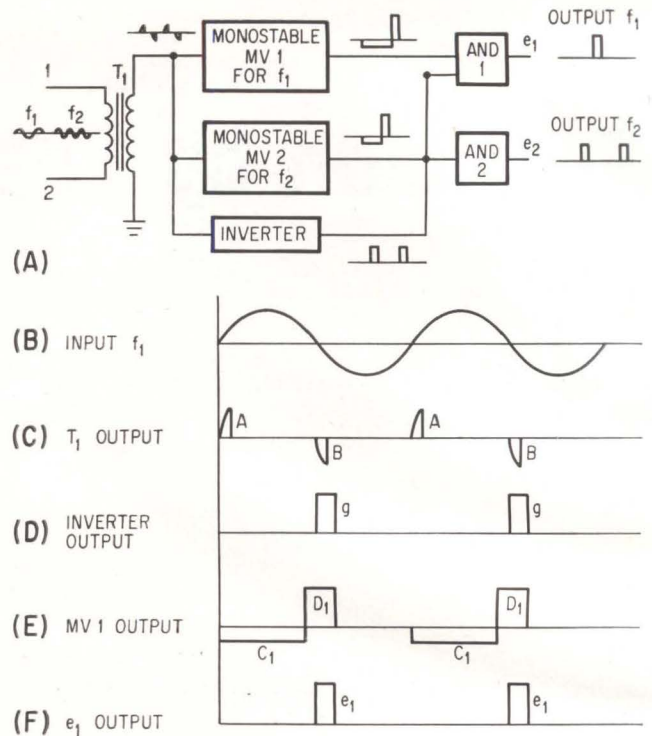 OUTPUT f₁
MONOSTABLE
MV 1
FOR f₁
AND
1
e₁
1
T₁
f₁ f₂
MONOSTABLE
MV 2
FOR f₂
OUTPUT f₂
AND
2
e₂
2
INVERTER
(A)
(B) INPUT f₁
(C) T₁ OUTPUT
A
B
A
B
(D) INVERTER
OUTPUT
g
g
(E) MV 1 OUTPUT
C₁
D₁
C₁
D₁
(F) e₁ OUTPUT
e₁
e₁